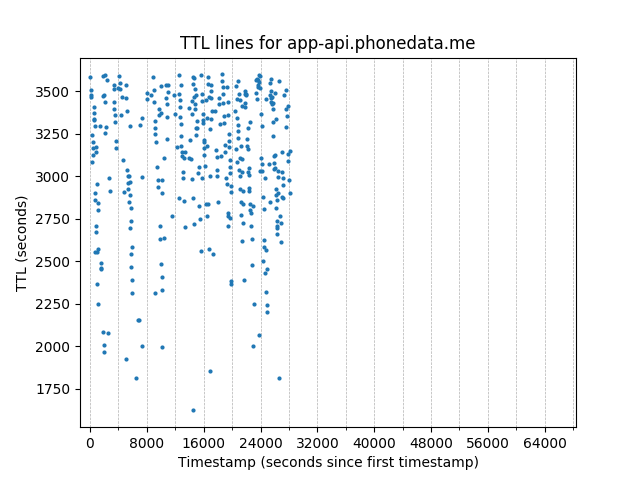 TTL lines for app-api.phonedata.me
TTL (seconds)
3500
3250
3000
2750
2500
2250
2000
1750
0 8000 16000 24000 32000 40000 48000 56000 64000
Timestamp (seconds since first timestamp)